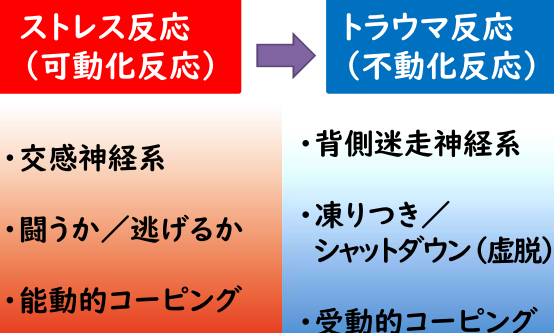 ストレス反応
（可動化反応）
・交感神経系
・闘うか／逃げるか
・能動的コーピング
トラウマ反応
（不動化反応）
・背側迷走神経系
・凍りつき／
シャットダウン（虚脱）
・受動的コーピング